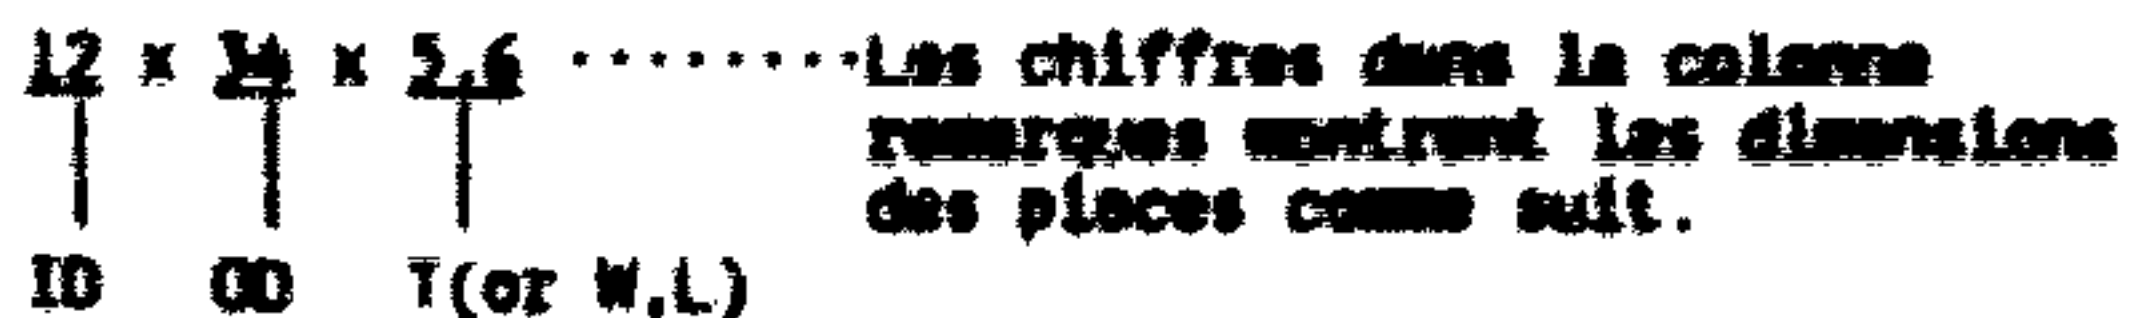 12 x 34 x 5.6 ········Les chiffres dans la colonne
remarques montrent les dimensions
des pieces comme suit.
ID OD T(or W,L)